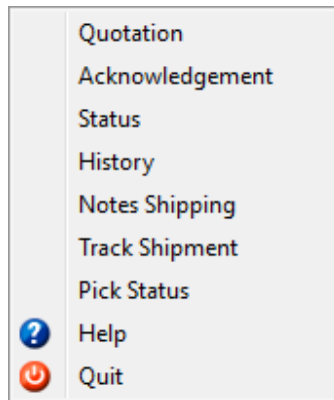 Quotation
Acknowledgement
Status
History
Notes Shipping
Track Shipment
Pick Status
Help
Quit